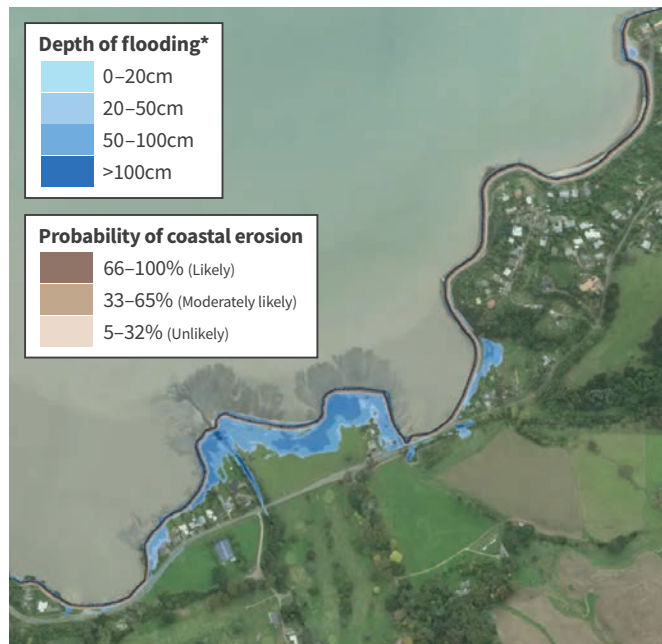 Depth of flooding*
0–20cm
20–50cm
50–100cm
>100cm
Probability of coastal erosion
66–100% (Likely)
33–65% (Moderately likely)
5–32% (Unlikely)